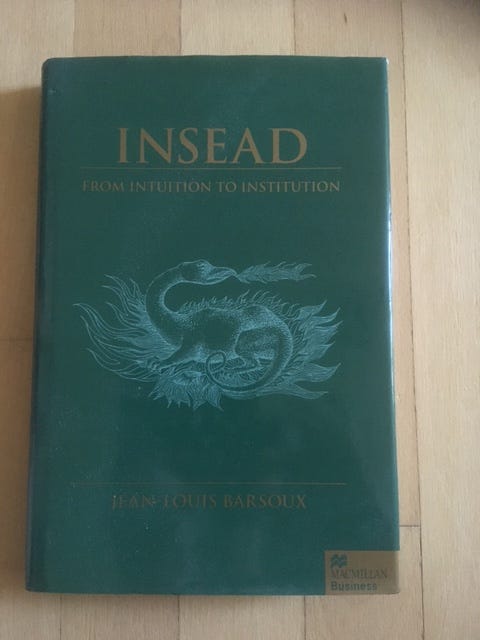 INSEAD
FROM INTUITION TO INSTITUTION
JEAN-LOUIS BARSOUX
MACMILLAN
Business